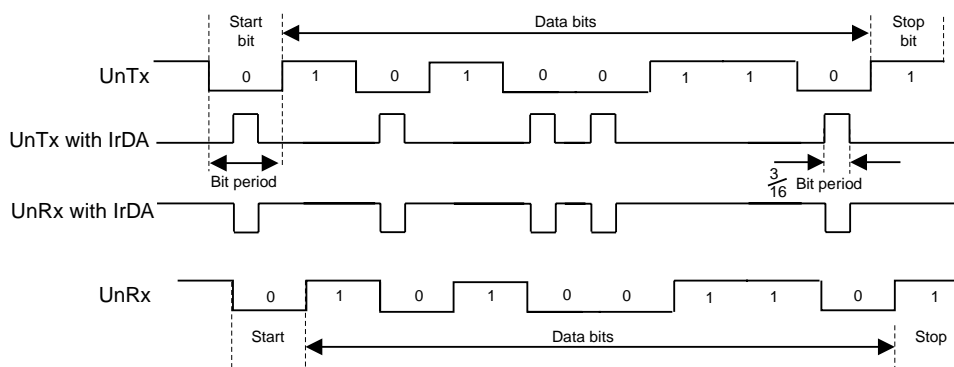 Start
bit
Data bits
Stop
bit
UnTx
0 1 0 1 0 0 1 1 0 1
UnTx with IrDA
Bit period
3/16 Bit period
UnRx with IrDA
UnRx
0 1 0 1 0 0 1 1 0 1
Start
Data bits
Stop